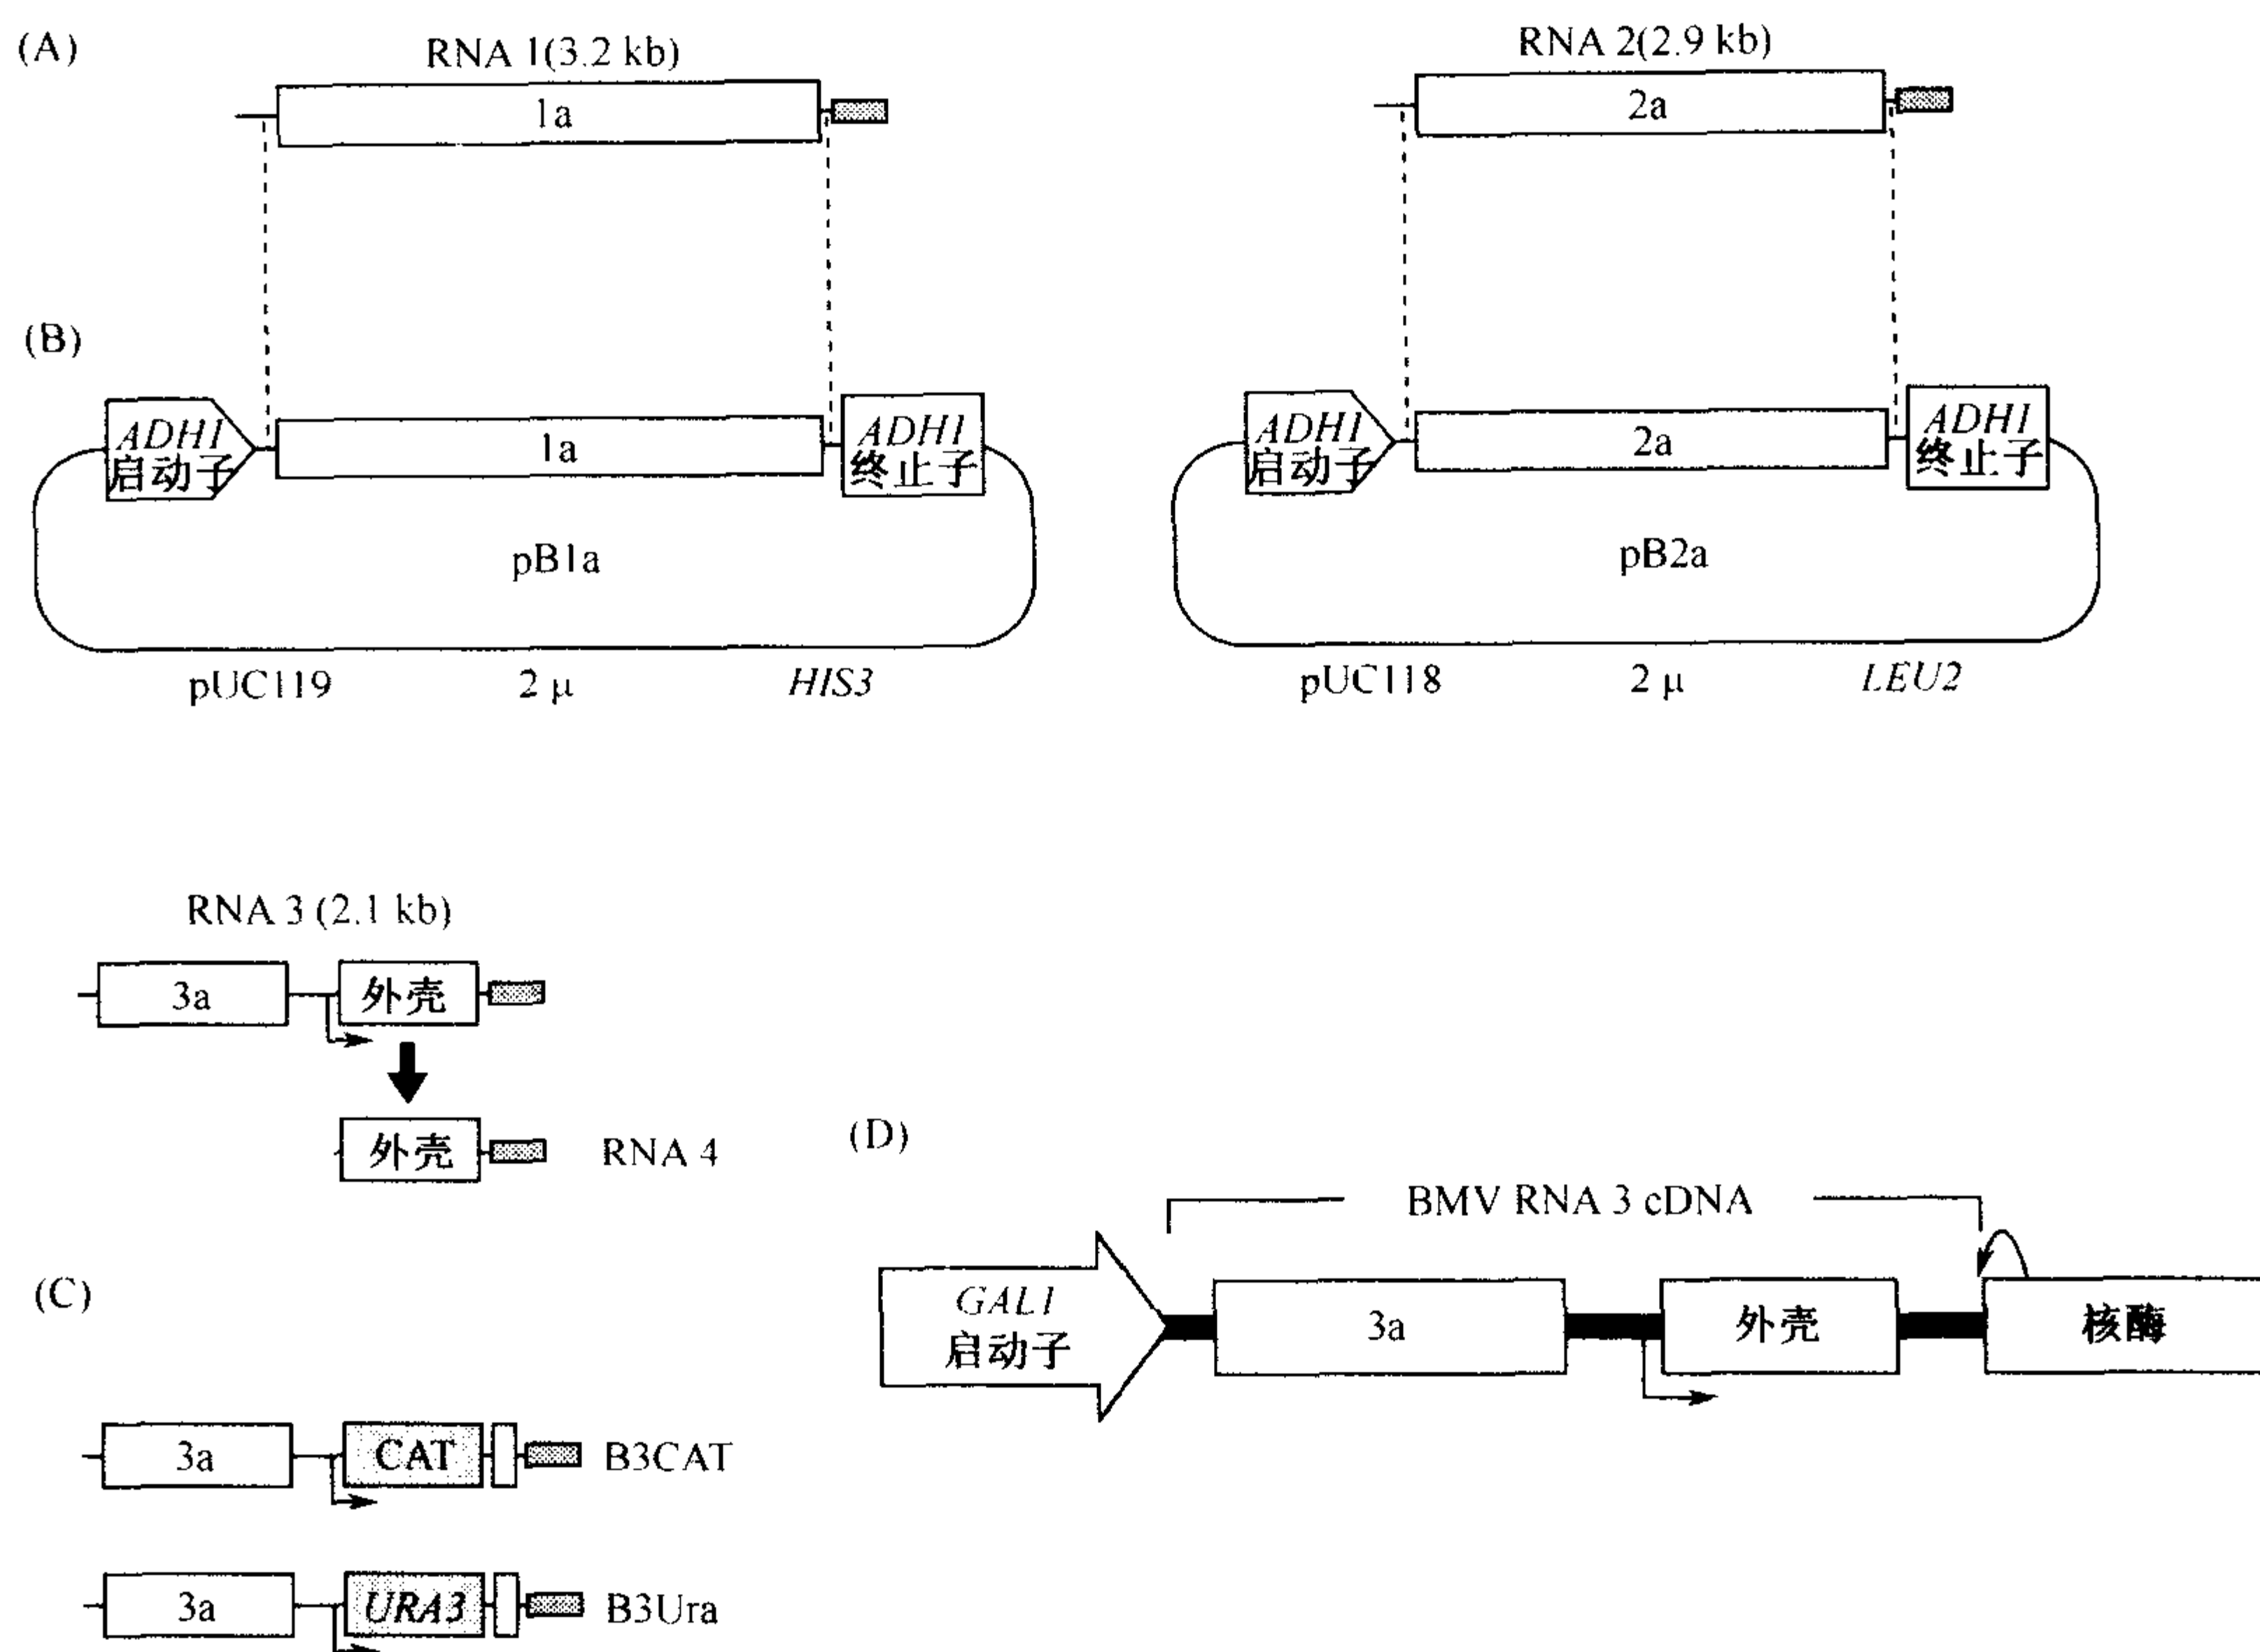 (A)
RNA 1(3.2 kb)
1a
RNA 2(2.9 kb)
2a
(B)
ADH1
启动子
1a
ADH1
终止子
pB1a
pUC119
2 μ
HIS3
ADH1
启动子
2a
ADH1
终止子
pB2a
pUC118
2 μ
LEU2
RNA 3 (2.1 kb)
3a
外壳
外壳
RNA 4
(C)
3a
CAT
B3CAT
3a
URA3
B3Ura
(D)
BMV RNA 3 cDNA
GAL1
启动子
3a
外壳
核酶